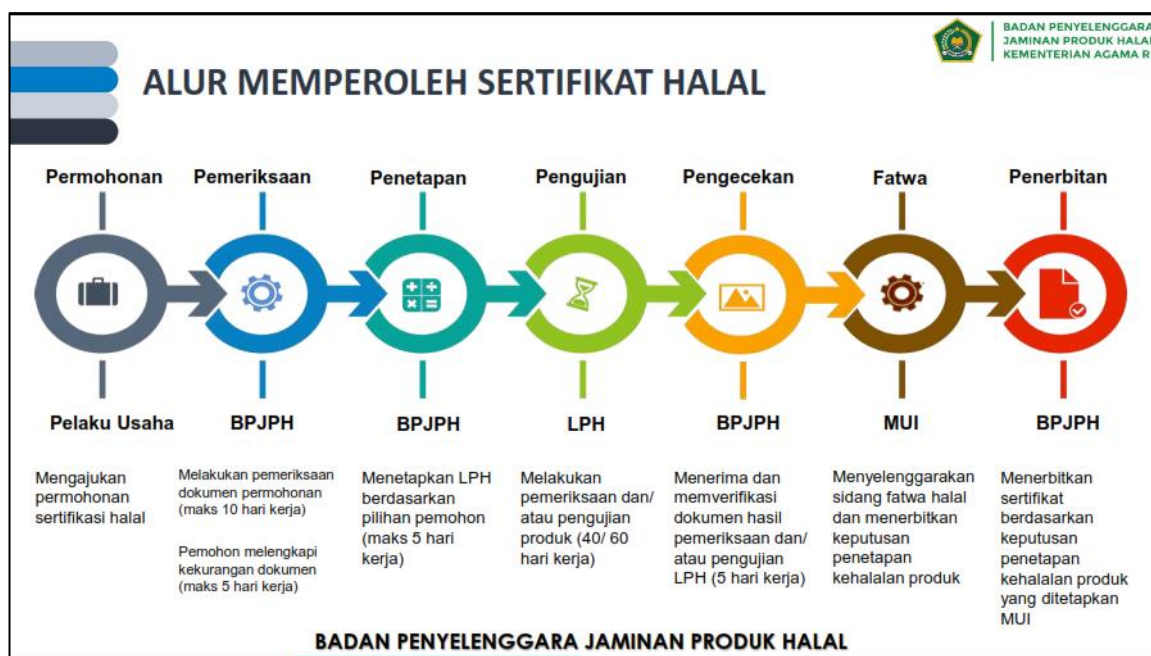 BADAN PENYELENGGARA
JAMINAN PRODUK HALAL
KEMENTERIAN AGAMA R
ALUR MEMPEROLEH SERTIFIKAT HALAL
Permohonan
Pemeriksaan
Penetapan
Pengujian
Pengecekan
Fatwa
Penerbitan
Pelaku Usaha
BPJPH
BPJPH
LPH
BPJPH
MUI
BPJPH
Mengajukan
permohonan
sertifikasi halal
Melakukan pemeriksaan
dokumen permohonan
(maks 10 hari kerja)
Pemohon melengkapi
kekurangan dokumen
(maks 5 hari kerja)
Menetapkan LPH
berdasarkan
pilihan pemohon
(maks 5 hari
kerja)
Melakukan
pemeriksaan dan/
atau pengujian
produk (40/ 60
hari kerja)
Menerima dan
memverifikasi
dokumen hasil
pemeriksaan dan/
atau pengujian
LPH (5 hari kerja)
Menyelenggarakan
sidang fatwa halal
dan menerbitkan
keputusan
penetapan
kehalalan produk
Menerbitkan
sertifikat
berdasarkan
keputusan
penetapan
kehalalan produk
yang ditetapkan
MUI
BADAN PENYELENGGARA JAMINAN PRODUK HALAL